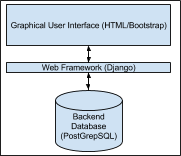 Graphical User Interface (HTML/Bootstrap)
Web Framework (Django)
Backend
Database
(PostGrepSQL)